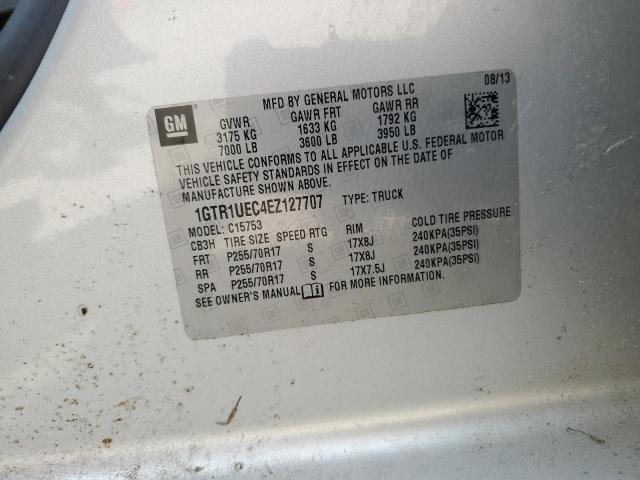 08/13
MFD BY GENERAL MOTORS LLC
GM
GVWR GAWR FRT GAWR RR
3175 KG 1633 KG 1792 KG
7000 LB 3600 LB 3950 LB
THIS VEHICLE CONFORMS TO ALL APPLICABLE U.S. FEDERAL MOTOR
VEHICLE SAFETY STANDARDS IN EFFECT ON THE DATE OF
MANUFACTURE SHOWN ABOVE.
1GTR1UEC4EZ127707 TYPE: TRUCK
MODEL: C15753
CB3H TIRE SIZE SPEED RTG RIM COLD TIRE PRESSURE
FRT P255/70R17 S 17X8J 240KPA(35PSI)
RR P255/70R17 S 17X8J 240KPA(35PSI)
SPA P255/70R17 S 17X7.5J 240KPA(35PSI)
SEE OWNER'S MANUAL FOR MORE INFORMATION.